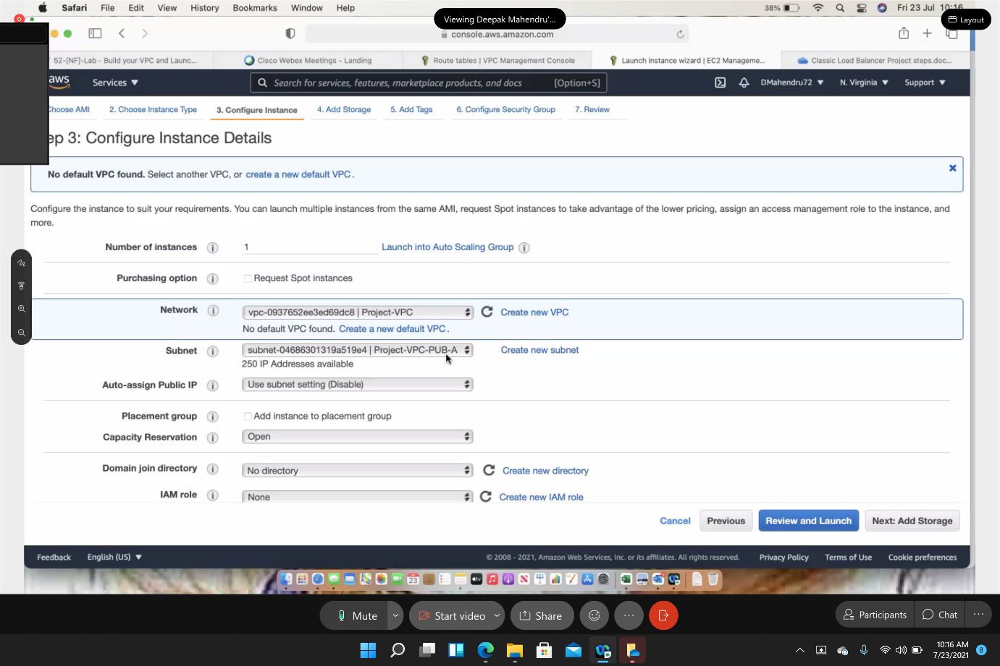 Safari File Edit View History Bookmarks Window Help
38% Fri 23 Jul 10:16
Viewing Deepak Mahendru'...
Layout
console.aws.amazon.com
52-[NF]-Lab - Build your VPC and Launc...
Cisco Webex Meetings - Landing
Route tables | VPC Management Console
Launch instance wizard | EC2 Manageme...
Classic Load Balancer Project steps.doc...
aws
Services
Search for services, features, marketplace products, and docs [Option+S]
DMahendru72
N. Virginia
Support
hoose AMI
2. Choose Instance Type
3. Configure Instance
4. Add Storage
5. Add Tags
6. Configure Security Group
7. Review
ep 3: Configure Instance Details
No default VPC found. Select another VPC, or create a new default VPC.
Configure the instance to suit your requirements. You can launch multiple instances from the same AMI, request Spot instances to take advantage of the lower pricing, assign an access management role to the instance, and
more.
Number of instances 1 Launch into Auto Scaling Group
Purchasing option Request Spot instances
Network vpc-0937652ee3ed69dc8 | Project-VPC Create new VPC
No default VPC found. Create a new default VPC.
Subnet subnet-04686301319a519e4 | Project-VPC-PUB-A Create new subnet
250 IP Addresses available
Auto-assign Public IP Use subnet setting (Disable)
Placement group Add instance to placement group
Capacity Reservation Open
Domain join directory No directory Create new directory
IAM role None Create new IAM role
Cancel Previous Review and Launch Next: Add Storage
Feedback English (US)
© 2008 - 2021, Amazon Web Services, Inc. or its affiliates. All rights reserved.
Privacy Policy Terms of Use Cookie preferences
23
Mute Start video Share
Participants Chat
10:16 AM
7/23/2021
8